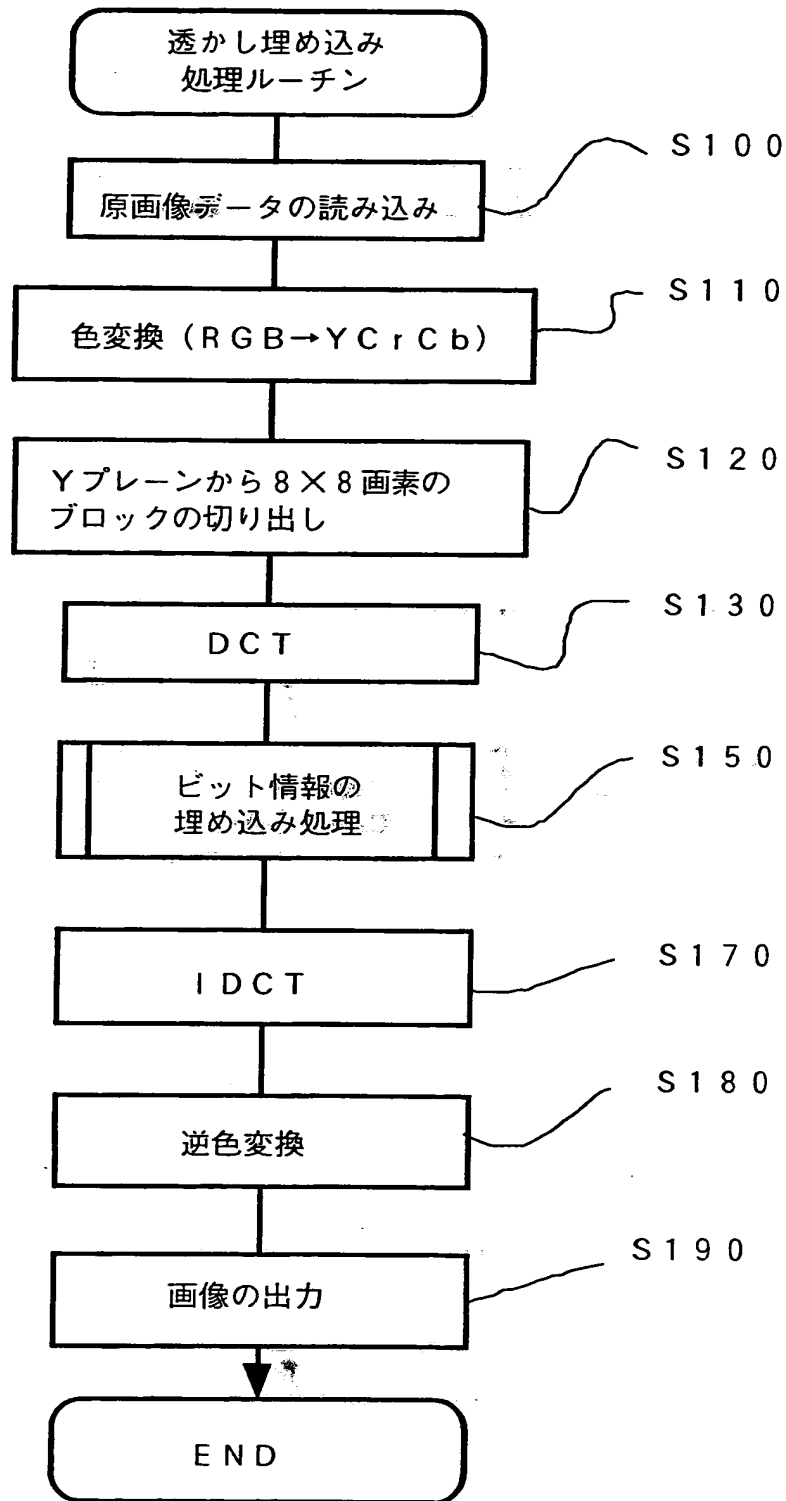 透かし埋め込み
処理ルーチン
S100
原画像データの読み込み
S110
色変換（RGB→YCrCb）
S120
Yプレーンから8×8画素の
ブロックの切り出し
S130
DCT
S150
ビット情報の
埋め込み処理
S170
IDCT
S180
逆色変換
S190
画像の出力
END